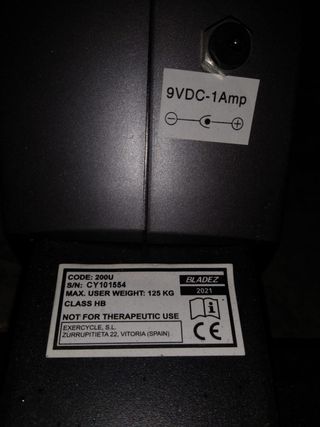 9VDC-1Amp
CODE: 200U
S/N: CY101554
MAX. USER WEIGHT: 125 KG
CLASS HB
NOT FOR THERAPEUTIC USE
EXERCYCLE, S.L.
ZURRUPITIETA 22, VITORIA (SPAIN)
BLADEZ
2021
CE